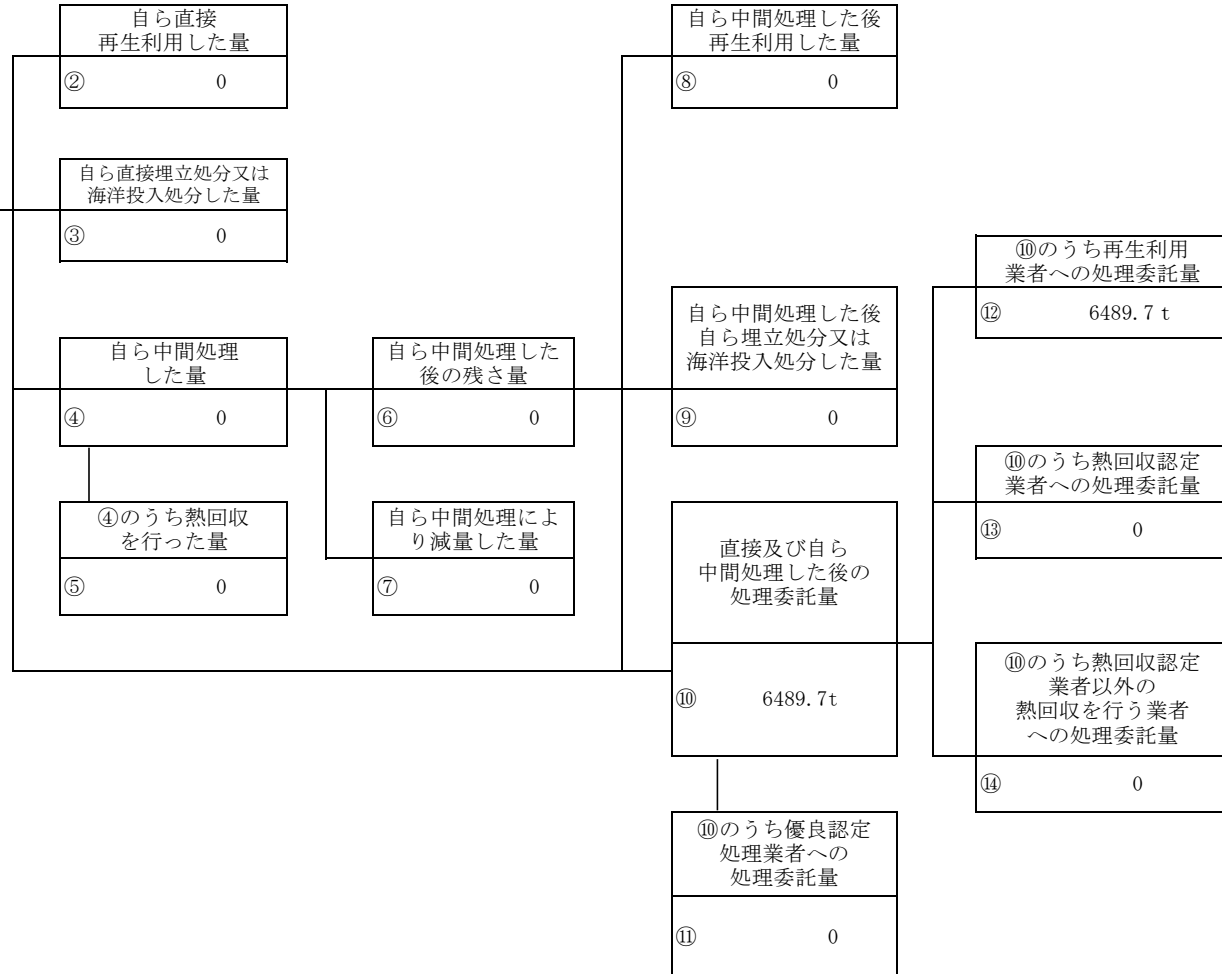 自ら直接
再生利用した量
② 0
自ら直接埋立処分又は
海洋投入処分した量
③ 0
自ら中間処理
した量
④ 0
④のうち熱回収
を行った量
⑤ 0
自ら中間処理した
後の残さ量
⑥ 0
自ら中間処理によ
り減量した量
⑦ 0
自ら中間処理した後
再生利用した量
⑧ 0
自ら中間処理した後
自ら埋立処分又は
海洋投入処分した量
⑨ 0
直接及び自ら
中間処理した後の
処理委託量
⑩ 6489.7t
⑩のうち優良認定
処理業者への
処理委託量
⑪ 0
⑩のうち再生利用
業者への処理委託量
⑫ 6489.7 t
⑩のうち熱回収認定
業者への処理委託量
⑬ 0
⑩のうち熱回収認定
業者以外の
熱回収を行う業者
への処理委託量
⑭ 0